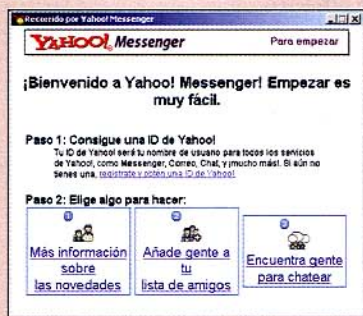 Recorrido por Yahoo! Messenger
YAHOO! Messenger
Para empezar
¡Bienvenido a Yahoo! Messenger! Empezar es
muy fácil.
Paso 1: Consigue una ID de Yahoo!
Tu ID de Yahoo! será tu nombre de usuario para todos los servicios
de Yahoo!, como Messenger, Correo, Chat, y ¡mucho más!. Si aún no
tienes una, regístrate y obtén una ID de Yahoo!
Paso 2: Elige algo para hacer:
1
Más información
sobre
las novedades
2
Añade gente a
tu
lista de amigos
3
Encuentra gente
para chatear